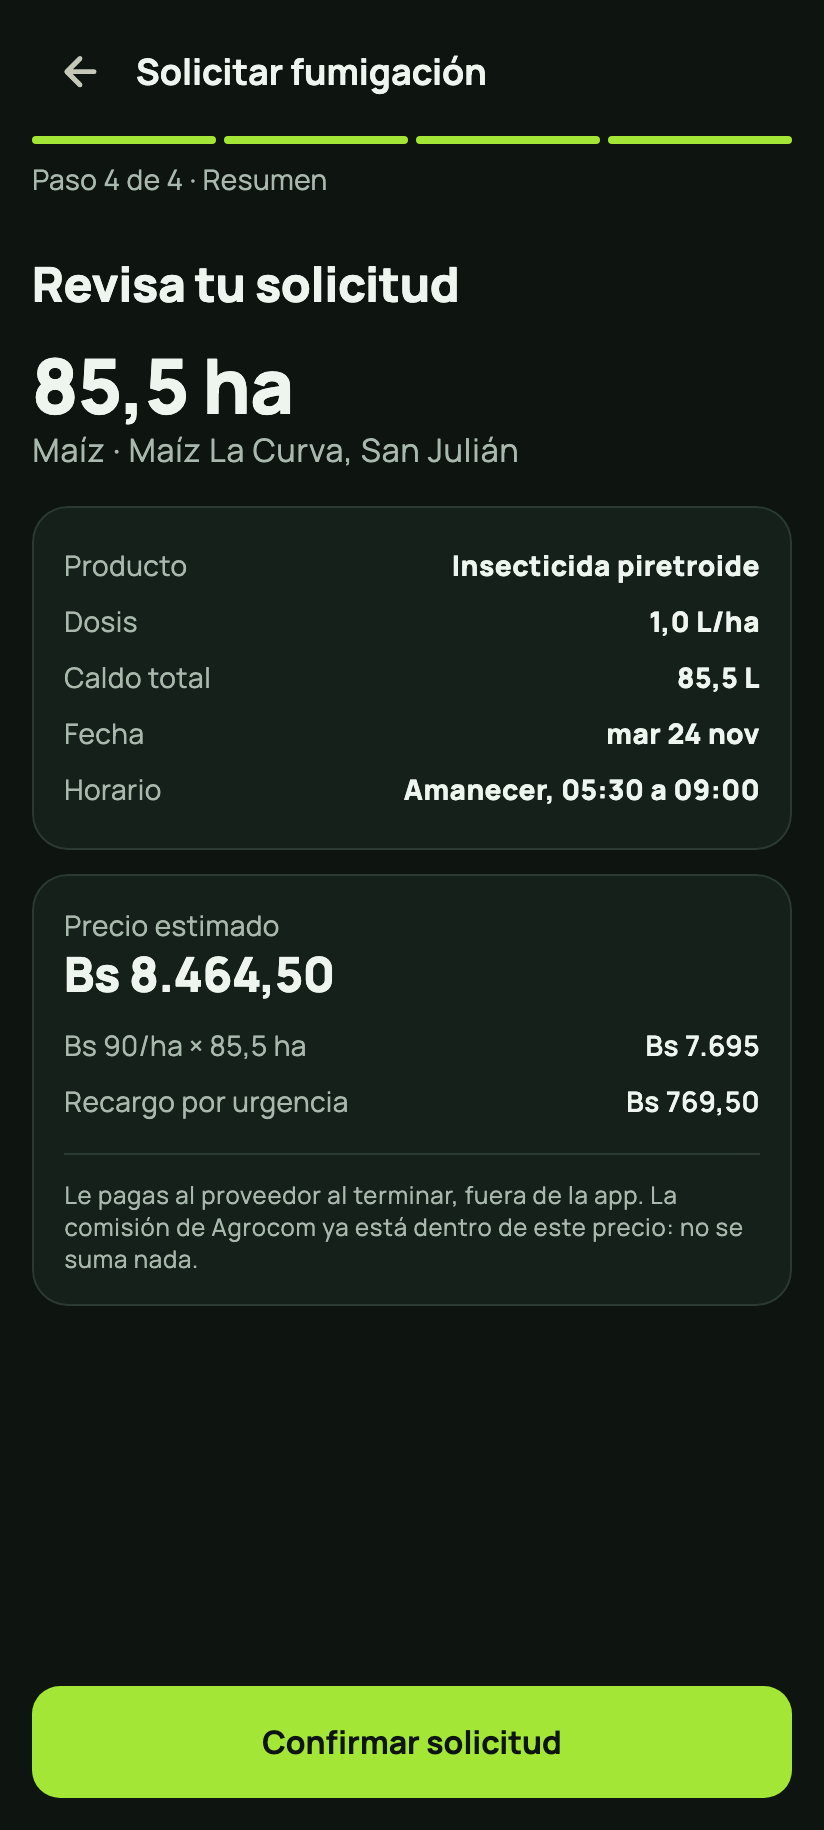 Solicitar fumigación
Paso 4 de 4 · Resumen
Revisa tu solicitud
85,5 ha
Maíz · Maíz La Curva, San Julián
Producto Insecticida piretroide
Dosis 1,0 L/ha
Caldo total 85,5 L
Fecha mar 24 nov
Horario Amanecer, 05:30 a 09:00
Precio estimado
Bs 8.464,50
Bs 90/ha × 85,5 ha Bs 7.695
Recargo por urgencia Bs 769,50
Le pagas al proveedor al terminar, fuera de la app. La
comisión de Agrocom ya está dentro de este precio: no se
suma nada.
Confirmar solicitud